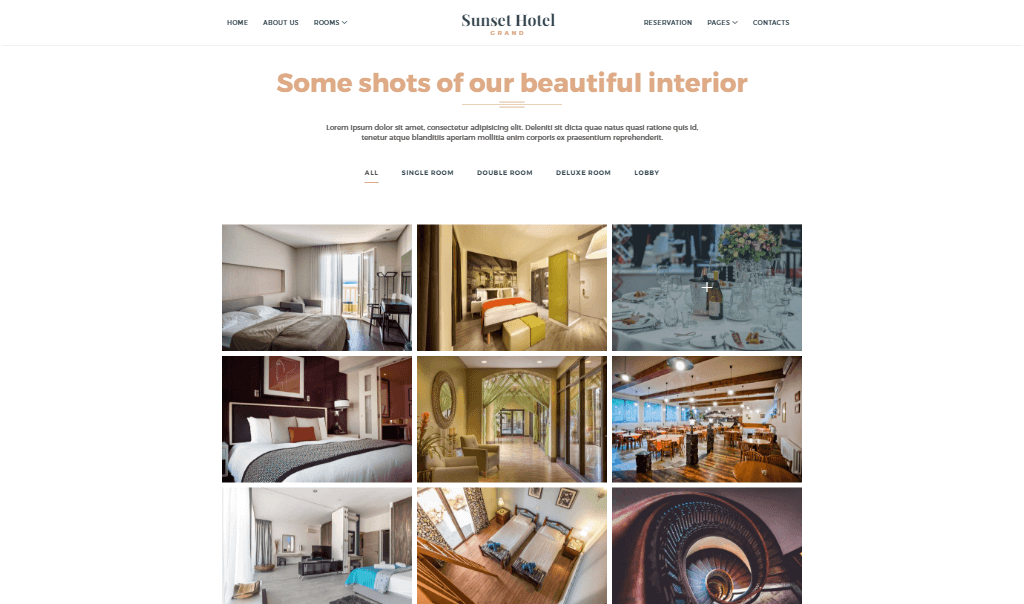 HOME ABOUT US ROOMS Sunset Hotel RESERVATION PAGES CONTACTS
GRAND
Some shots of our beautiful interior
Lorem ipsum dolor sit amet, consectetur adipisicing elit. Deleniti sit dicta quae natus quasi ratione quis id,
tenetur atque blanditiis aperiam mollitia enim corporis ex praesentium reprehenderit.
ALL SINGLE ROOM DOUBLE ROOM DELUXE ROOM LOBBY